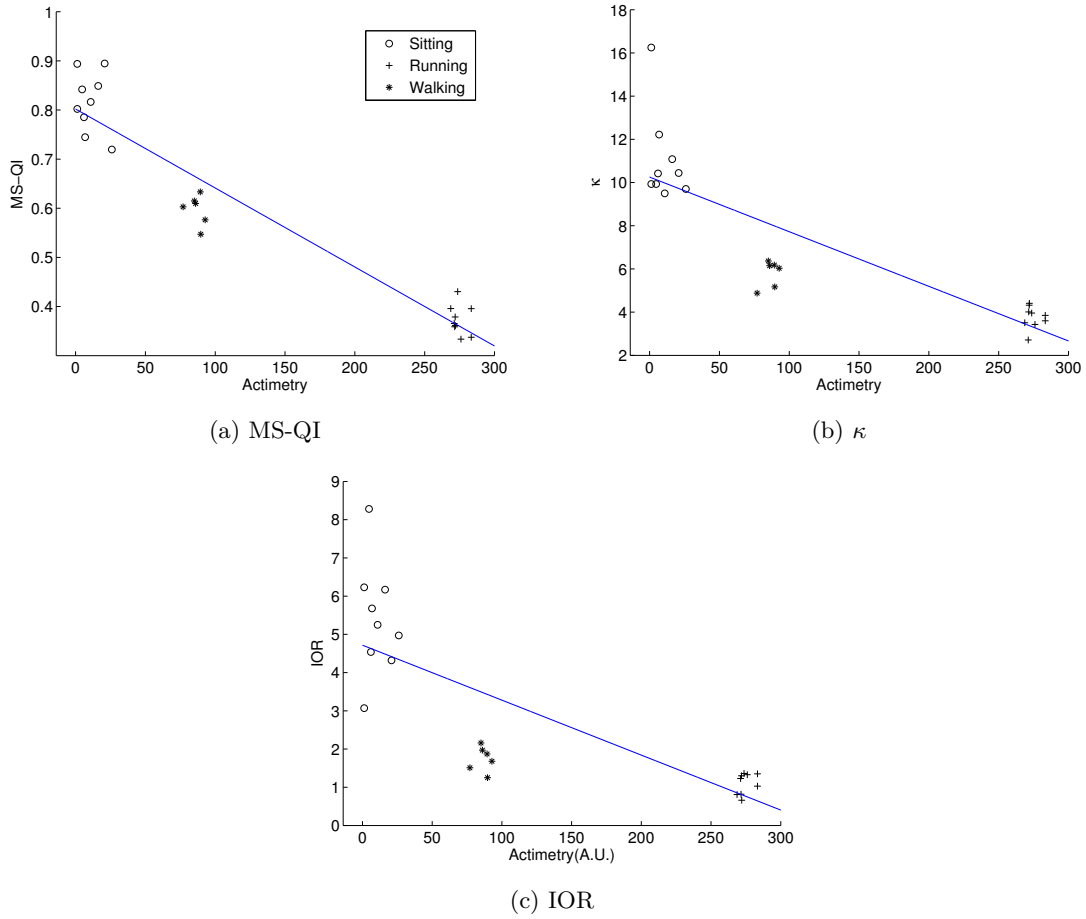 1
0.9
0.8
0.7
0.6
0.5
0.4
MS-QI
0 50 100 150 200 250 300
Actimetry
Sitting
Running
Walking
(a) MS-QI
18
16
14
12
10
8
6
4
2
κ
0 50 100 150 200 250 300
Actimetry
(b) κ
9
8
7
6
5
4
3
2
1
0
IOR
0 50 100 150 200 250 300
Actimetry(A.U.)
(c) IOR